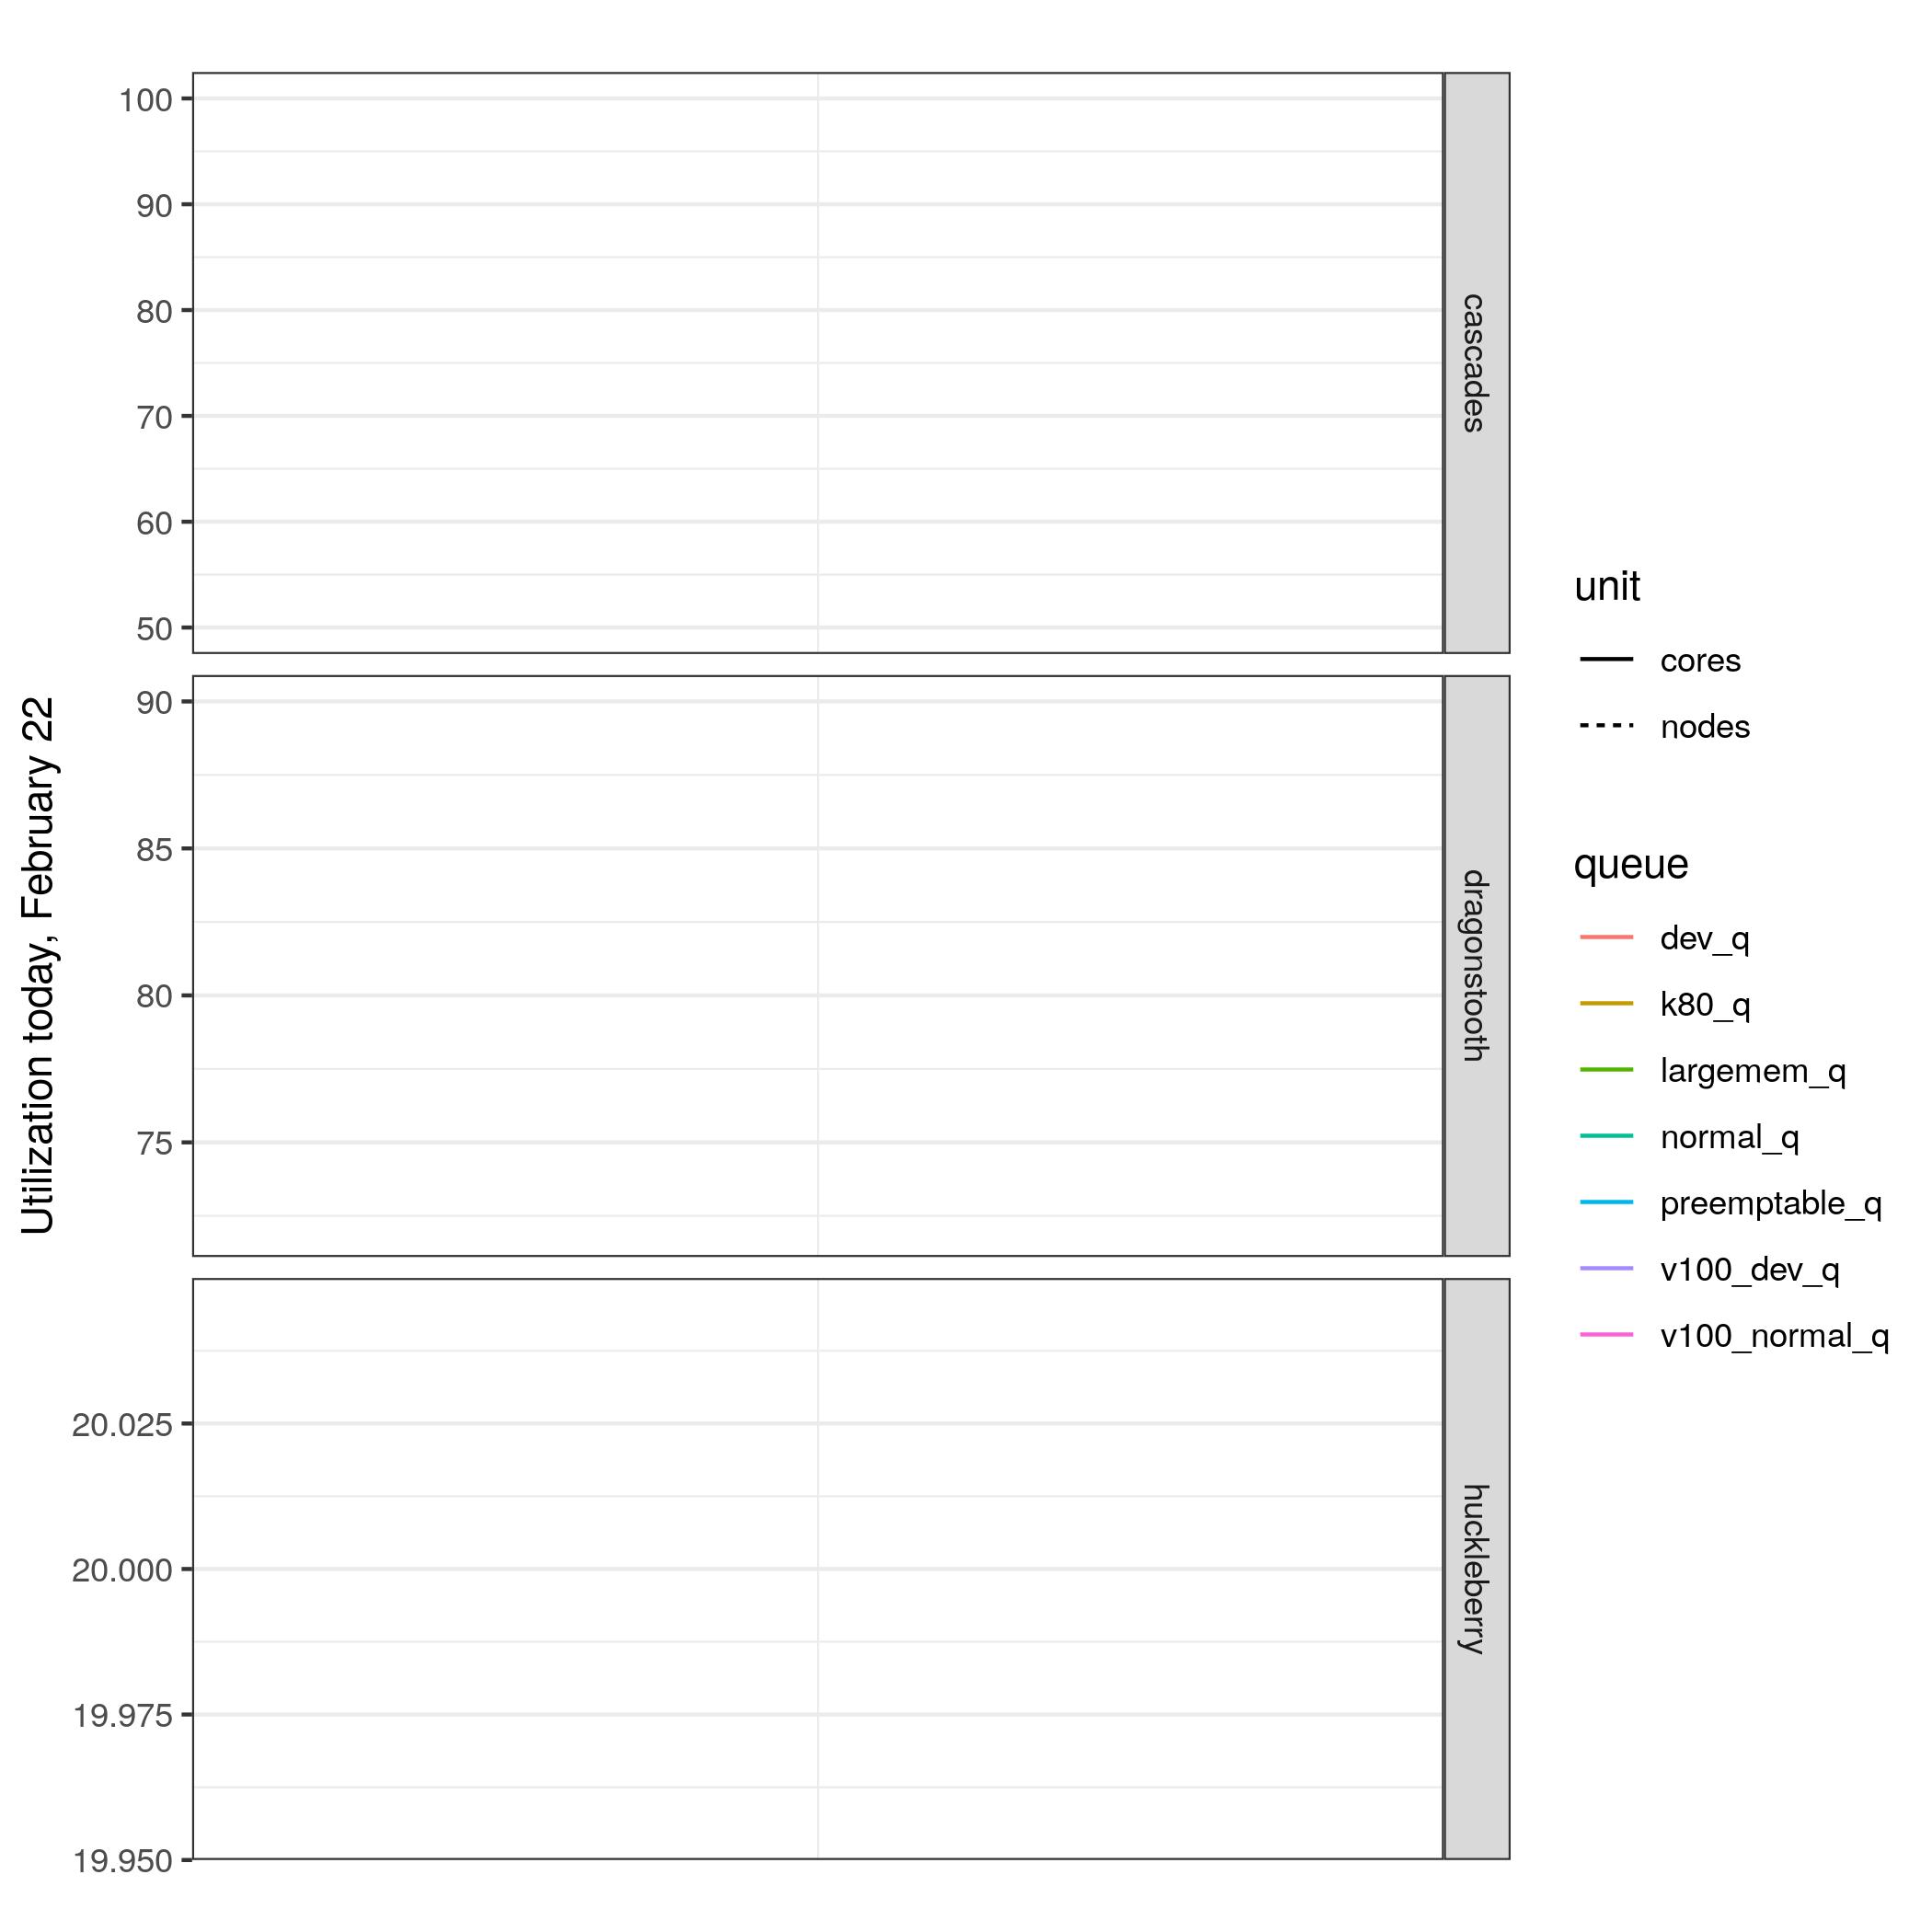 Utilization today, February 22
100
90
80
70
60
50
cascades
90
85
80
75
dragonstooth
20.025
20.000
19.975
19.950
huckleberry
unit
cores
nodes
queue
dev_q
k80_q
largemem_q
normal_q
preemptable_q
v100_dev_q
v100_normal_q